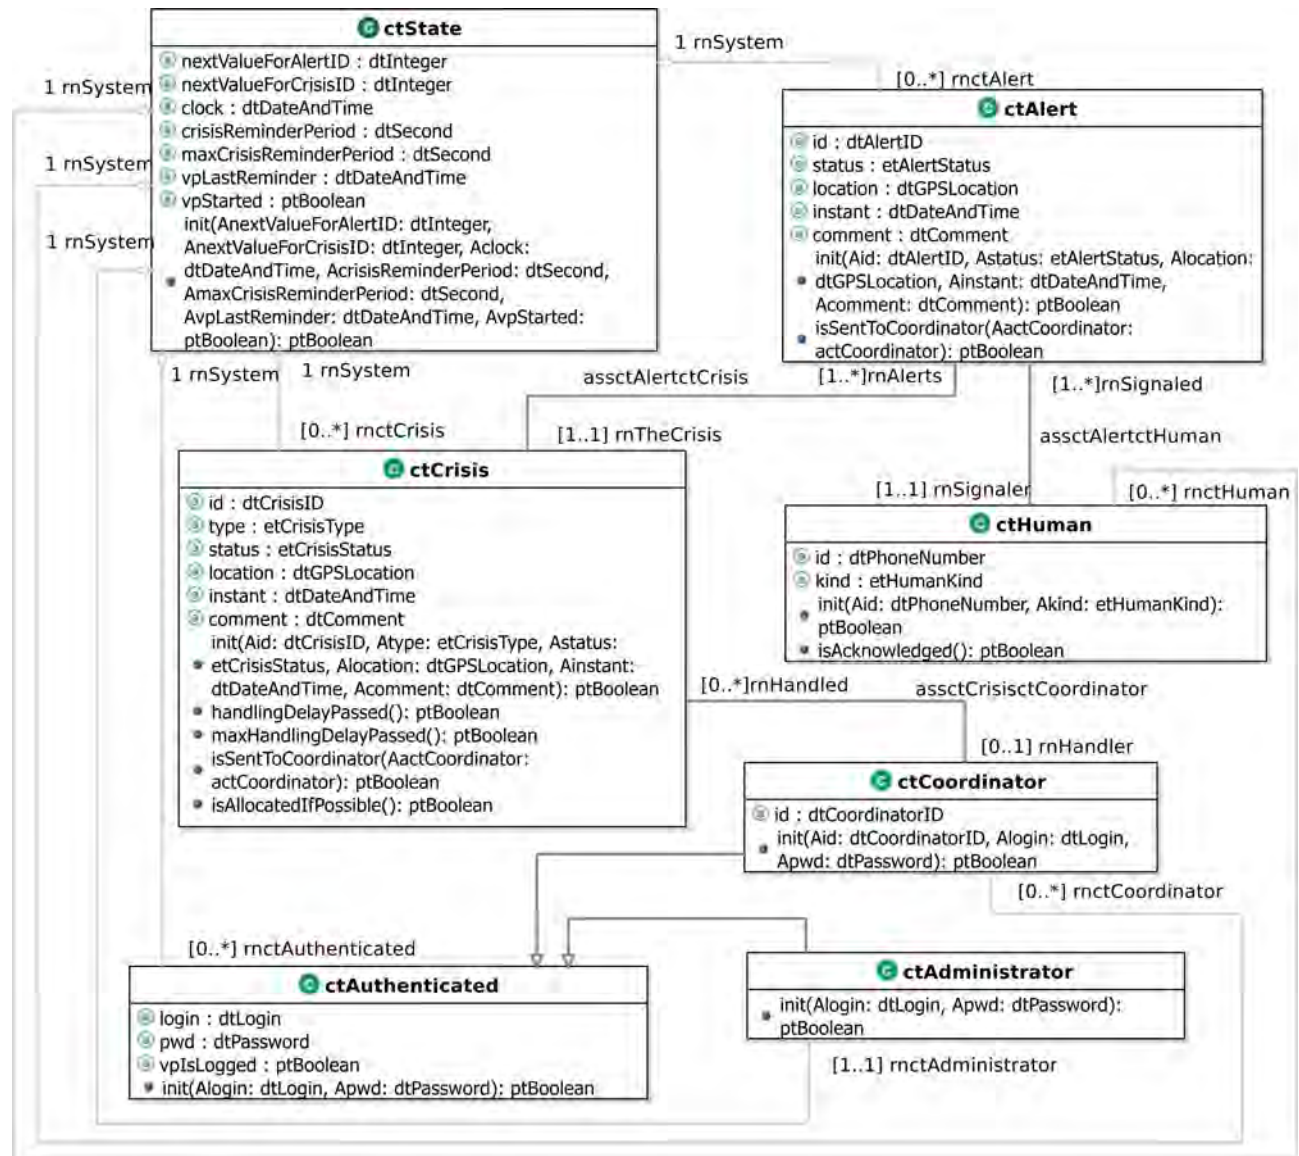 ctState
nextValueForAlertID : dtInteger
nextValueForCrisisID : dtInteger
clock : dtDateAndTime
crisisReminderPeriod : dtSecond
maxCrisisReminderPeriod : dtSecond
vpLastReminder : dtDateAndTime
vpStarted : ptBoolean
init(AnextValueForAlertID: dtInteger,
AnextValueForCrisisID: dtInteger, Aclock:
dtDateAndTime, AcrisisReminderPeriod: dtSecond,
AmaxCrisisReminderPeriod: dtSecond,
AvpLastReminder: dtDateAndTime, AvpStarted:
ptBoolean): ptBoolean
1 rnSystem
1 rnSystem
1 rnSystem
1 rnSystem
[0..*] rnctAlert
ctAlert
id : dtAlertID
status : etAlertStatus
location : dtGPSLocation
instant : dtDateAndTime
comment : dtComment
init(Aid: dtAlertID, Astatus: etAlertStatus, Alocation:
dtGPSLocation, Ainstant: dtDateAndTime,
Acomment: dtComment): ptBoolean
isSentToCoordinator(AactCoordinator:
actCoordinator): ptBoolean
1 rnSystem
1 rnSystem
assctAlertctCrisis
[1..*]rnAlerts
[1..*]rnSignaled
[0..*] rnctCrisis
[1..1] rnTheCrisis
assctAlertctHuman
ctCrisis
id : dtCrisisID
type : etCrisisType
status : etCrisisStatus
location : dtGPSLocation
instant : dtDateAndTime
comment : dtComment
init(Aid: dtCrisisID, Atype: etCrisisType, Astatus:
etCrisisStatus, Alocation: dtGPSLocation, Ainstant:
dtDateAndTime, Acomment: dtComment): ptBoolean
handlingDelayPassed(): ptBoolean
maxHandlingDelayPassed(): ptBoolean
isSentToCoordinator(AactCoordinator:
actCoordinator): ptBoolean
isAllocatedIfPossible(): ptBoolean
[1..1] rnSignaler
[0..*] rnctHuman
ctHuman
id : dtPhoneNumber
kind : etHumanKind
init(Aid: dtPhoneNumber, Akind: etHumanKind):
ptBoolean
isAcknowledged(): ptBoolean
[0..*]rnHandled
assctCrisisctCoordinator
[0..1] rnHandler
ctCoordinator
id : dtCoordinatorID
init(Aid: dtCoordinatorID, Alogin: dtLogin,
Apwd: dtPassword): ptBoolean
[0..*] rnctCoordinator
[0..*] rnctAuthenticated
ctAuthenticated
login : dtLogin
pwd : dtPassword
vpIsLogged : ptBoolean
init(Alogin: dtLogin, Apwd: dtPassword): ptBoolean
ctAdministrator
init(Alogin: dtLogin, Apwd: dtPassword):
ptBoolean
[1..1] rnctAdministrator